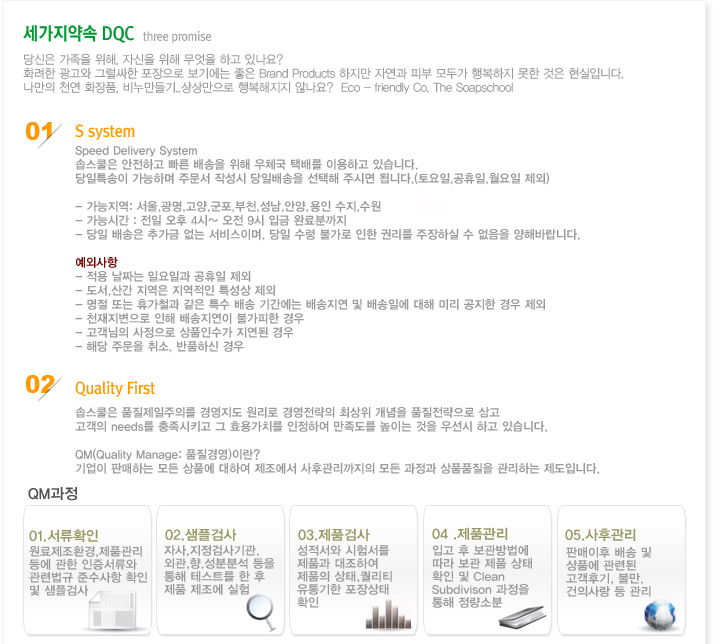 세가지약속 DQC three promise
당신은 가족을 위해, 자신을 위해 무엇을 하고 있나요?
화려한 광고와 그럴싸한 포장으로 보기에는 좋은 Brand Products 하지만 자연과 피부 모두가 행복하지 못한 것은 현실입니다.
나만의 천연 화장품, 비누만들기..상상만으로 행복해지지 않나요? Eco - friendly Co. The Soapschool
01 S system
Speed Delivery System
솝스쿨은 안전하고 빠른 배송을 위해 우체국 택배를 이용하고 있습니다.
당일특송이 가능하며 주문서 작성시 당일배송을 선택해 주시면 됩니다.(토요일,공휴일,월요일 제외)
- 가능지역: 서울,광명,고양,군포,부천,성남,안양,용인 수지,수원
- 가능시간 : 전일 오후 4시~ 오전 9시 입금 완료분까지
- 당일 배송은 추가금 없는 서비스이며, 당일 수령 불가로 인한 권리를 주장하실 수 없음을 양해바랍니다.
예외사항
- 적용 날짜는 일요일과 공휴일 제외
- 도서,산간 지역은 지역적인 특성상 제외
- 명절 또는 휴가철과 같은 특수 배송 기간에는 배송지연 및 배송일에 대해 미리 공지한 경우 제외
- 천재지변으로 인해 배송지연이 불가피한 경우
- 고객님의 사정으로 상품인수가 지연된 경우
- 해당 주문을 취소, 반품하신 경우
02 Quality First
솝스쿨은 품질제일주의를 경영지도 원리로 경영전략의 최상위 개념을 품질전략으로 삼고
고객의 needs를 충족시키고 그 효용가치를 인정하여 만족도를 높이는 것을 우선시 하고 있습니다.
QM(Quality Manage: 품질경영)이란?
기업이 판매하는 모든 상품에 대하여 제조에서 사후관리까지의 모든 과정과 상품품질을 관리하는 제도입니다.
QM과정
01.서류확인
원료제조환경,제품관리
등에 관한 인증서류와
관련법규 준수사항 확인
및 샘플검사
02.샘플검사
자사,지정검사기관,
외관,향,성분분석 등을
통해 테스트를 한 후
제품 제조에 실험
03.제품검사
성적서와 시험서를
제품과 대조하여
제품의 상태,퀄리티
유통기한 포장상태
확인
04 .제품관리
입고 후 보관방법에
따라 보관 제품 상태
확인 및 Clean
Subdivison 과정을
통해 정량소분
05.사후관리
판매이후 배송 및
상품에 관련된
고객후기, 불만,
건의사랑 등 관리